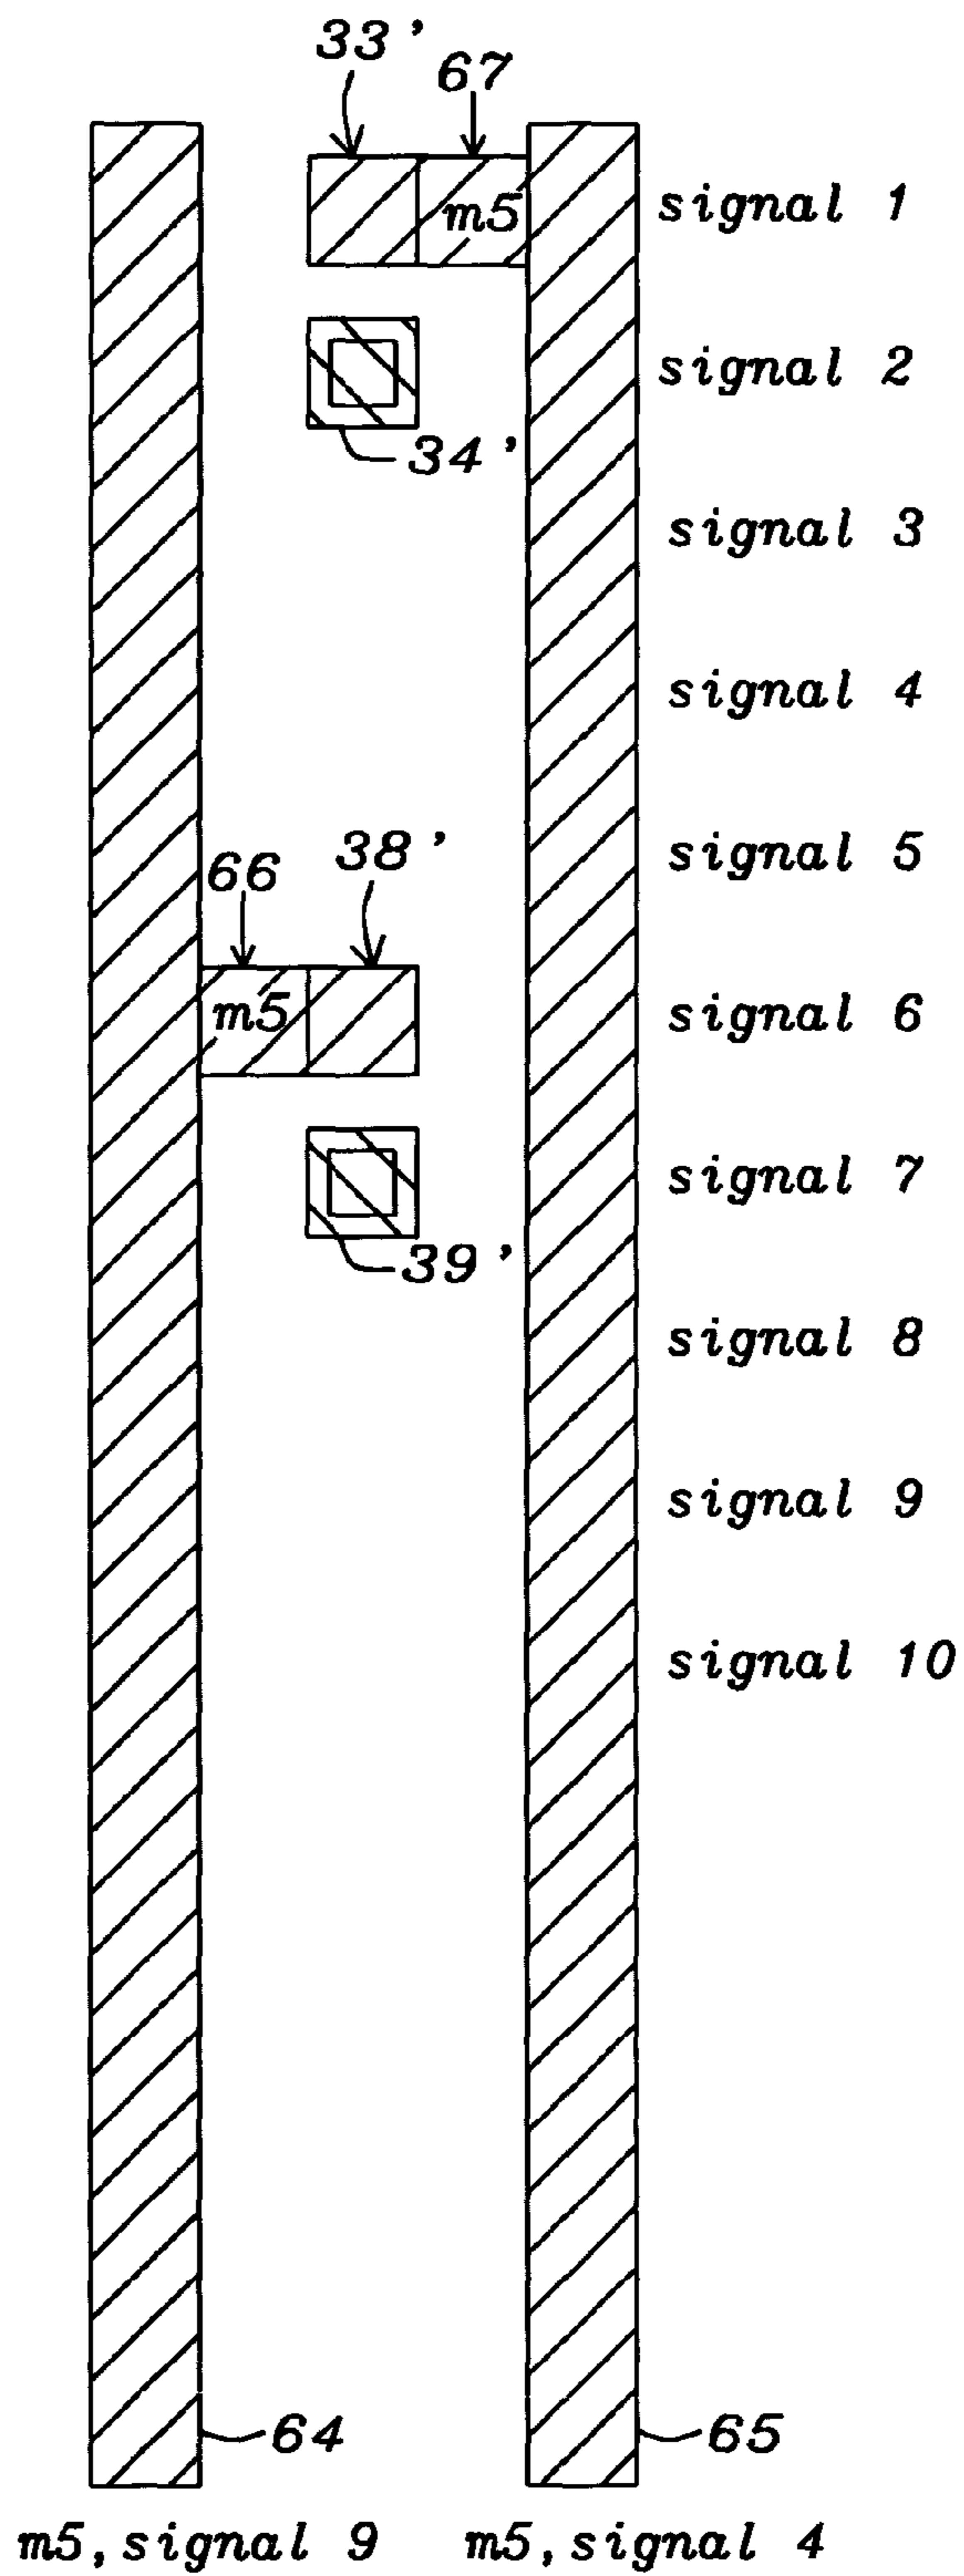 33'
67
m5 signal 1
signal 2
34'
signal 3
signal 4
38'
66
signal 5
m5 signal 6
signal 7
39'
signal 8
signal 9
signal 10
64 65
m5,signal 9 m5,signal 4